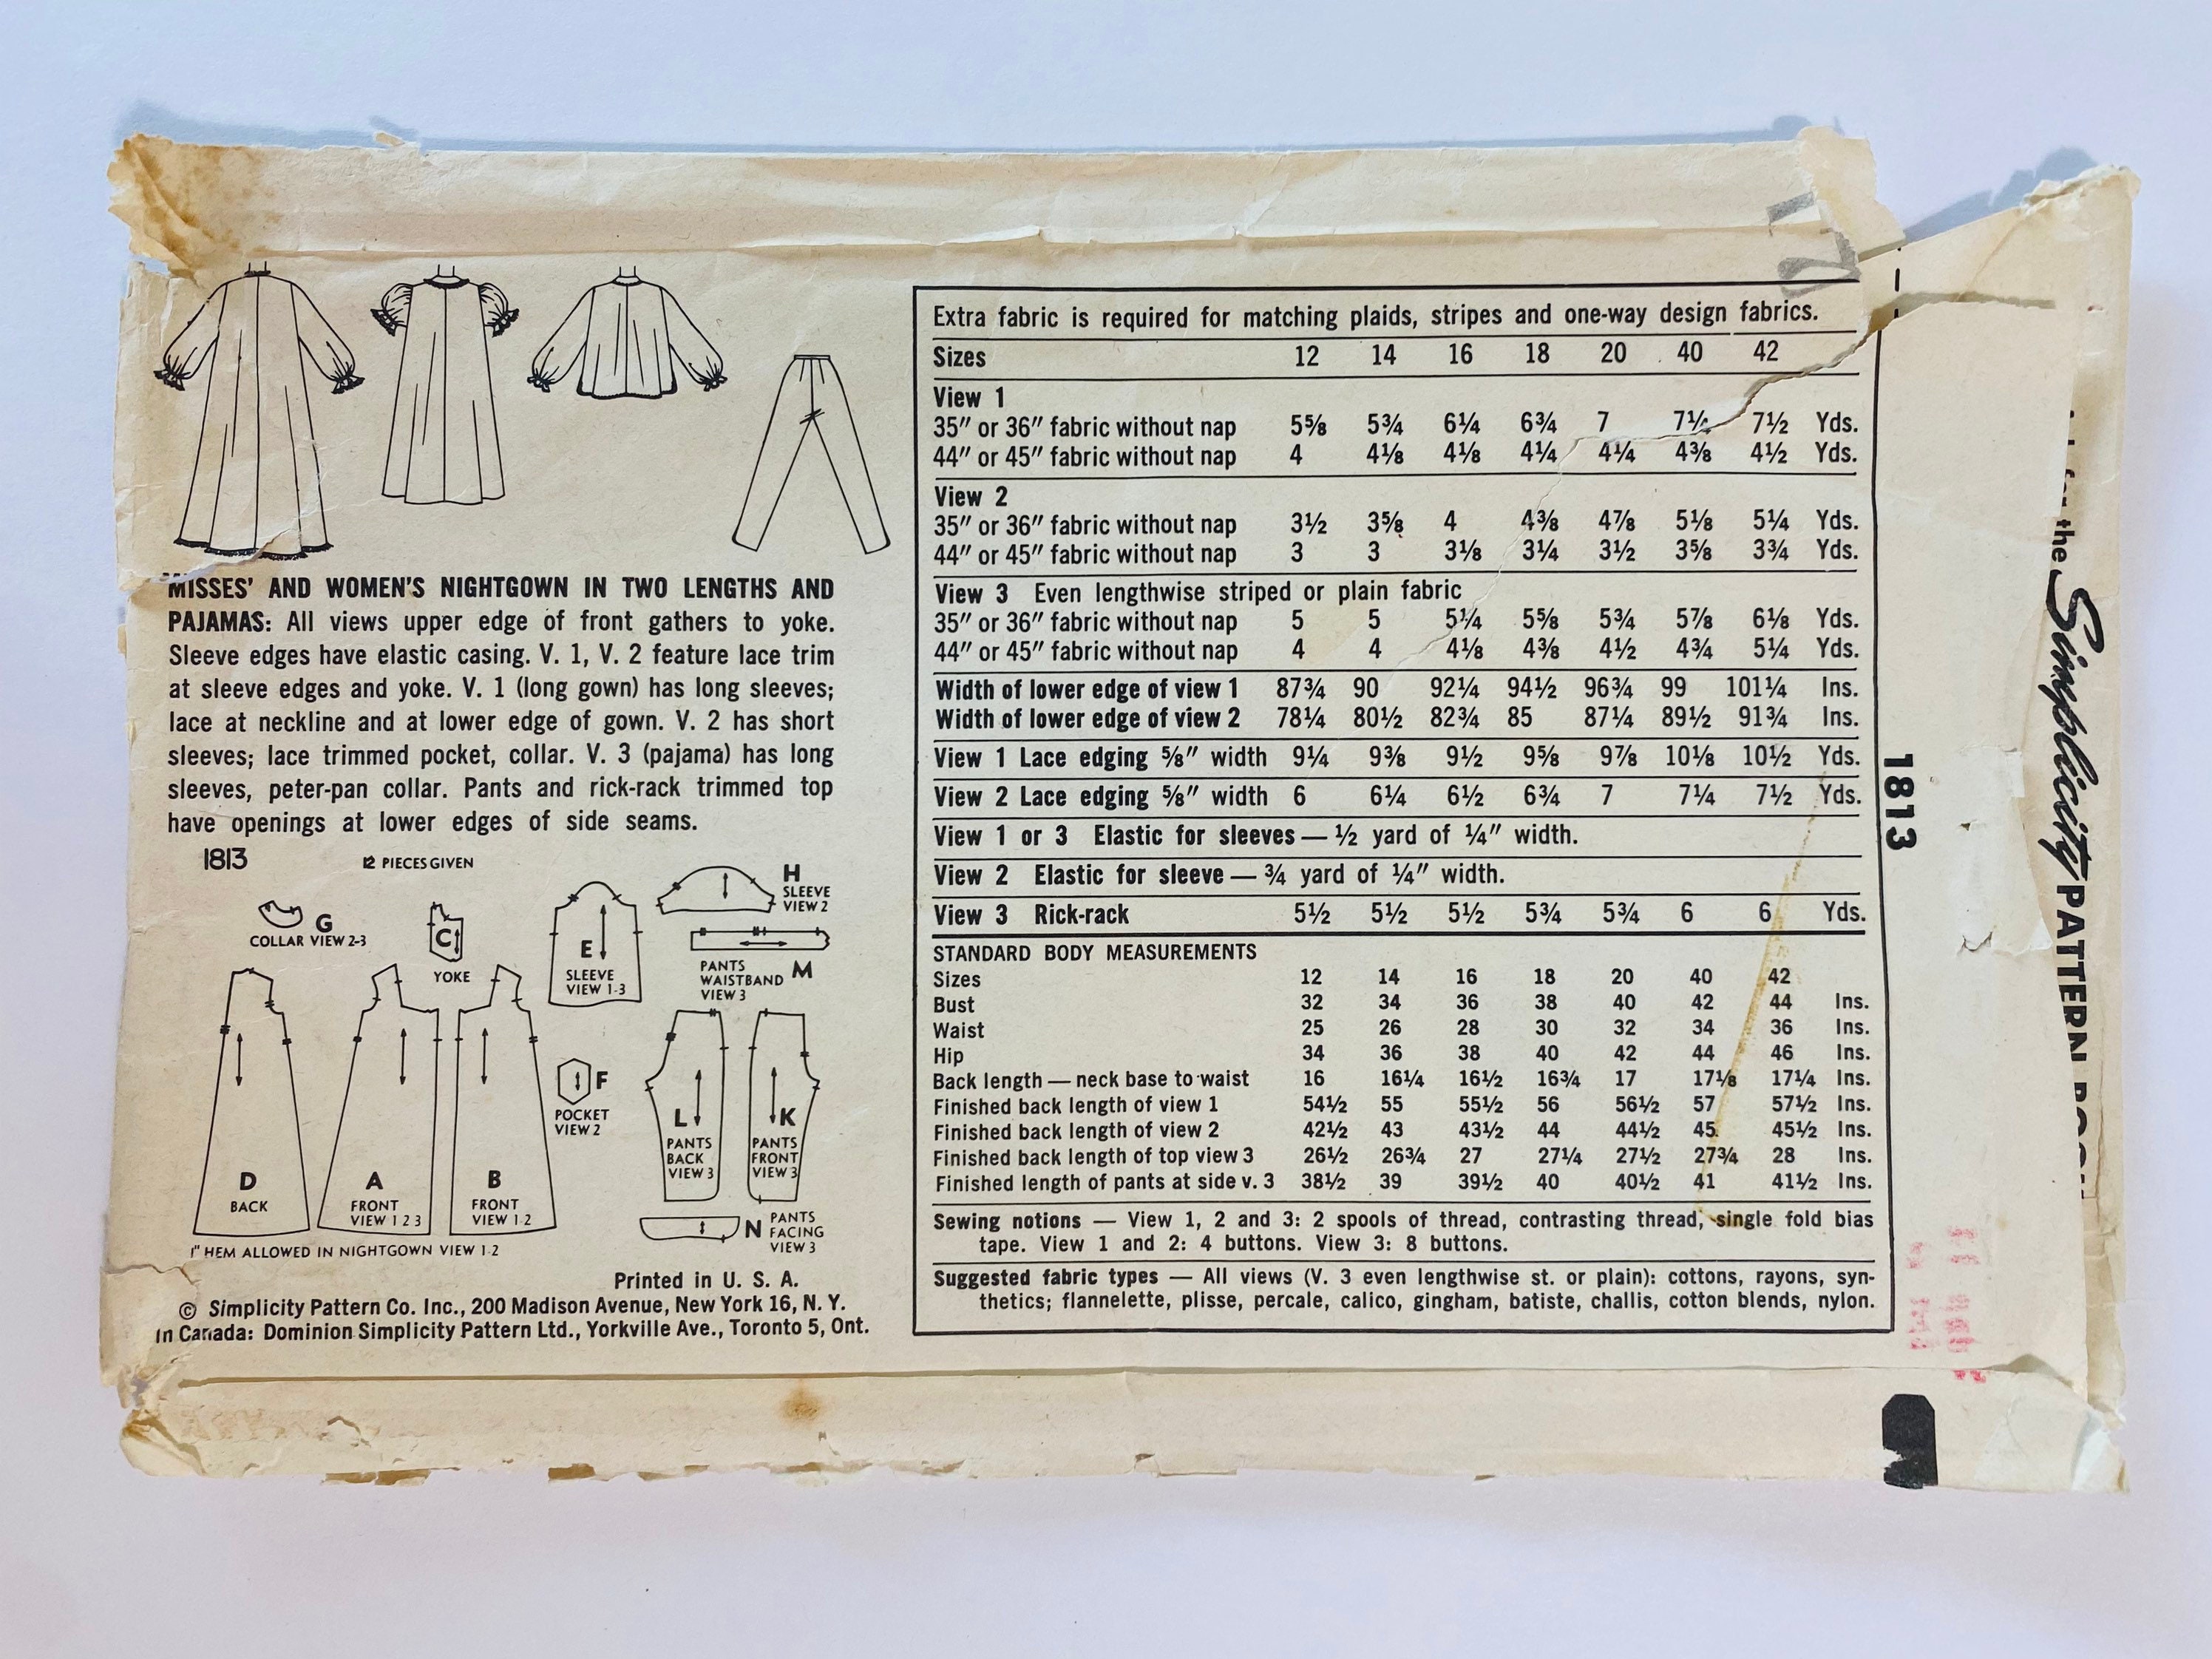 MISSES' AND WOMEN'S NIGHTGOWN IN TWO LENGTHS AND
PAJAMAS: All views upper edge of front gathers to yoke.
Sleeve edges have elastic casing. V. 1, V. 2 feature lace trim
at sleeve edges and yoke. V. 1 (long gown) has long sleeves;
lace at neckline and at lower edge of gown. V. 2 has short
sleeves; lace trimmed pocket, collar. V. 3 (pajama) has long
sleeves, peter-pan collar. Pants and rick-rack trimmed top
have openings at lower edges of side seams.
1813 12 PIECES GIVEN
G
COLLAR VIEW 2-3
C
YOKE
E
SLEEVE
VIEW 1-3
H
SLEEVE
VIEW 2
PANTS
WAISTBAND M
VIEW 3
D
BACK
A
FRONT
VIEW 1 2 3
B
FRONT
VIEW 1-2
F
POCKET
VIEW 2
L
PANTS
BACK
VIEW 3
K
PANTS
FRONT
VIEW 3
N PANTS
FACING
VIEW 3
1" HEM ALLOWED IN NIGHTGOWN VIEW 1-2
Printed in U. S. A.
© Simplicity Pattern Co. Inc., 200 Madison Avenue, New York 16, N. Y.
In Canada: Dominion Simplicity Pattern Ltd., Yorkville Ave., Toronto 5, Ont.
Extra fabric is required for matching plaids, stripes and one-way design fabrics.
Sizes 12 14 16 18 20 40 42
View 1
35" or 36" fabric without nap 5⅝ 5¾ 6¼ 6¾ 7 7¼ 7½ Yds.
44" or 45" fabric without nap 4 4⅛ 4⅛ 4¼ 4¼ 4⅜ 4½ Yds.
View 2
35" or 36" fabric without nap 3½ 3⅝ 4 4⅜ 4⅞ 5⅛ 5¼ Yds.
44" or 45" fabric without nap 3 3 3⅛ 3¼ 3½ 3⅝ 3¾ Yds.
View 3 Even lengthwise striped or plain fabric
35" or 36" fabric without nap 5 5 5¼ 5⅝ 5¾ 5⅞ 6⅛ Yds.
44" or 45" fabric without nap 4 4 4⅛ 4⅜ 4½ 4¾ 5¼ Yds.
Width of lower edge of view 1 87¾ 90 92¼ 94½ 96¾ 99 101¼ Ins.
Width of lower edge of view 2 78¼ 80½ 82¾ 85 87¼ 89½ 91¾ Ins.
View 1 Lace edging ⅝" width 9¼ 9⅜ 9½ 9⅝ 9⅞ 10⅛ 10½ Yds.
View 2 Lace edging ⅝" width 6 6¼ 6½ 6¾ 7 7¼ 7½ Yds.
View 1 or 3 Elastic for sleeves — ½ yard of ¼" width.
View 2 Elastic for sleeve — ¾ yard of ¼" width.
View 3 Rick-rack 5½ 5½ 5½ 5¾ 5¾ 6 6 Yds.
STANDARD BODY MEASUREMENTS
Sizes 12 14 16 18 20 40 42
Bust 32 34 36 38 40 42 44 Ins.
Waist 25 26 28 30 32 34 36 Ins.
Hip 34 36 38 40 42 44 46 Ins.
Back length — neck base to waist 16 16¼ 16½ 16¾ 17 17⅛ 17¼ Ins.
Finished back length of view 1 54½ 55 55½ 56 56½ 57 57½ Ins.
Finished back length of view 2 42½ 43 43½ 44 44½ 45 45½ Ins.
Finished back length of top view 3 26½ 26¾ 27 27¼ 27½ 27¾ 28 Ins.
Finished length of pants at side v. 3 38½ 39 39½ 40 40½ 41 41½ Ins.
Sewing notions — View 1, 2 and 3: 2 spools of thread, contrasting thread, single fold bias
tape. View 1 and 2: 4 buttons. View 3: 8 buttons.
Suggested fabric types — All views (V. 3 even lengthwise st. or plain): cottons, rayons, syn-
thetics; flannelette, plisse, percale, calico, gingham, batiste, challis, cotton blends, nylon.
1813
for the Simplicity PATTERN